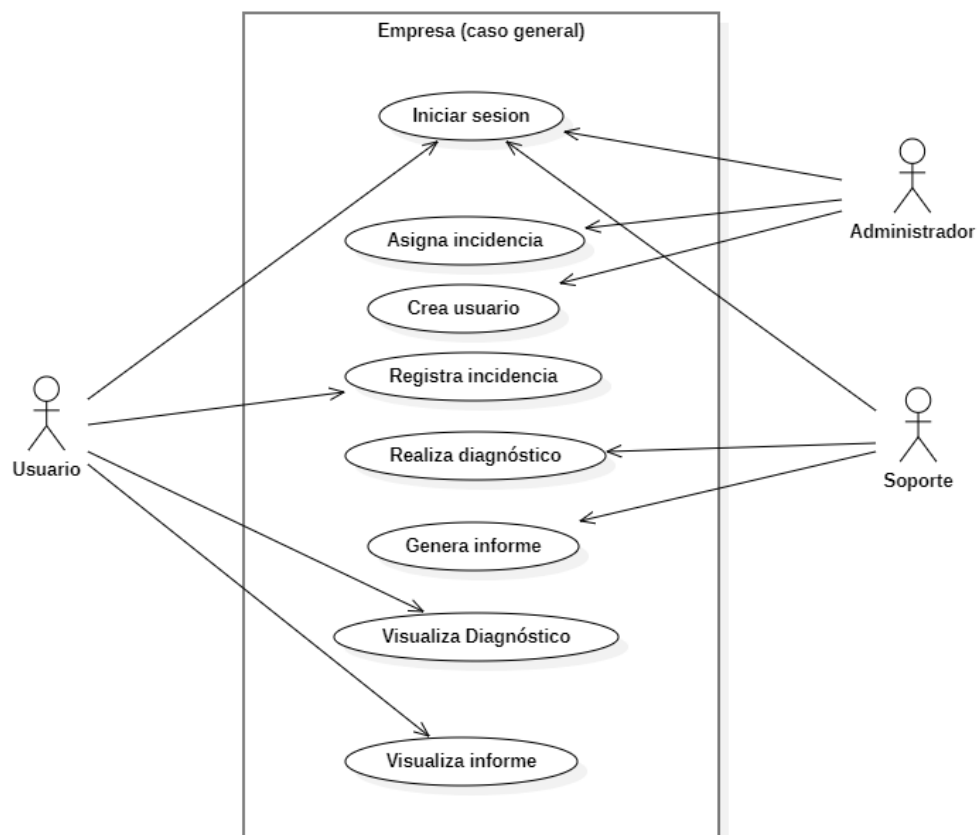 Empresa (caso general)
Iniciar sesion
Administrador
Asigna incidencia
Crea usuario
Registra incidencia
Usuario
Realiza diagnóstico
Soporte
Genera informe
Visualiza Diagnóstico
Visualiza informe